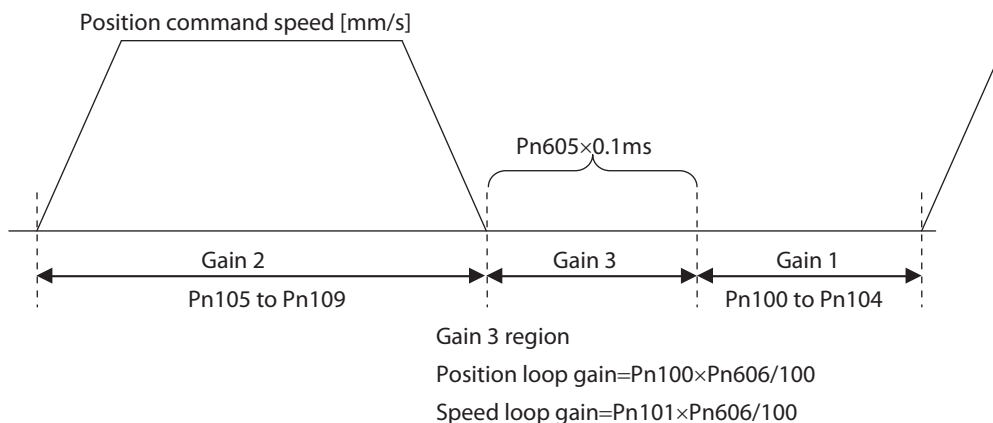 Position command speed [mm/s]
Pn605×0.1ms
Gain 2
Gain 3
Gain 1
Pn105 to Pn109
Pn100 to Pn104
Gain 3 region
Position loop gain=Pn100×Pn606/100
Speed loop gain=Pn101×Pn606/100